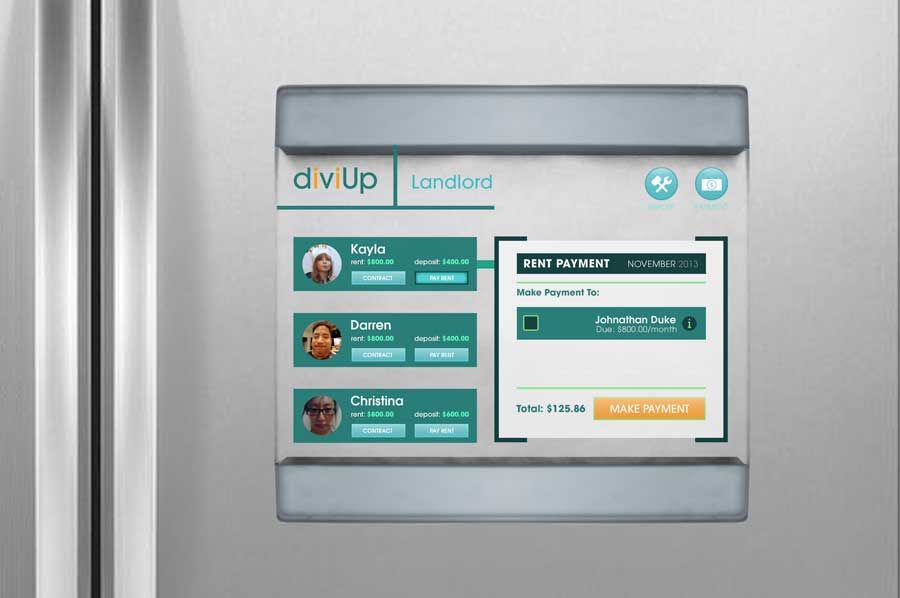 diviUp
Landlord
Kayla
rent: $800.00
deposit: $400.00
CONTRACT
PAY RENT
Darren
rent: $800.00
deposit: $400.00
CONTRACT
PAY RENT
Christina
rent: $800.00
deposit: $600.00
CONTRACT
PAY RENT
RENT PAYMENT
NOVEMBER 2013
Make Payment To:
Johnathan Duke
i
Due: $800.00/month
Total: $125.86
MAKE PAYMENT